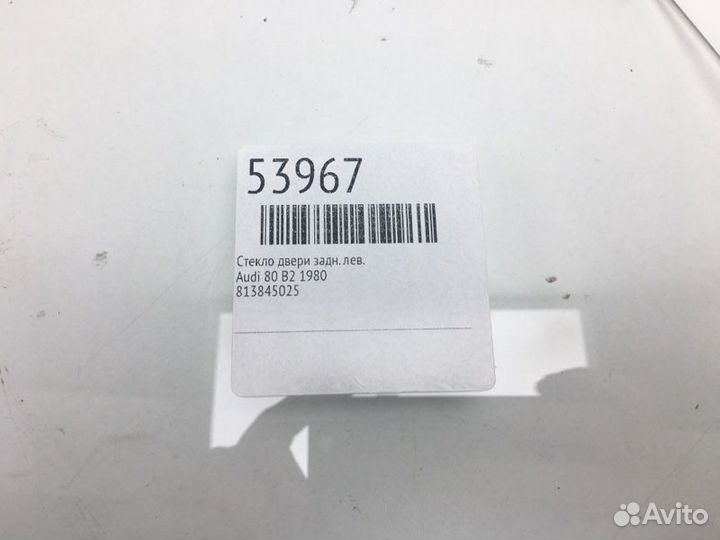 53967
Стекло двери задн. лев.
Audi 80 B2 1980
813845025
Avito